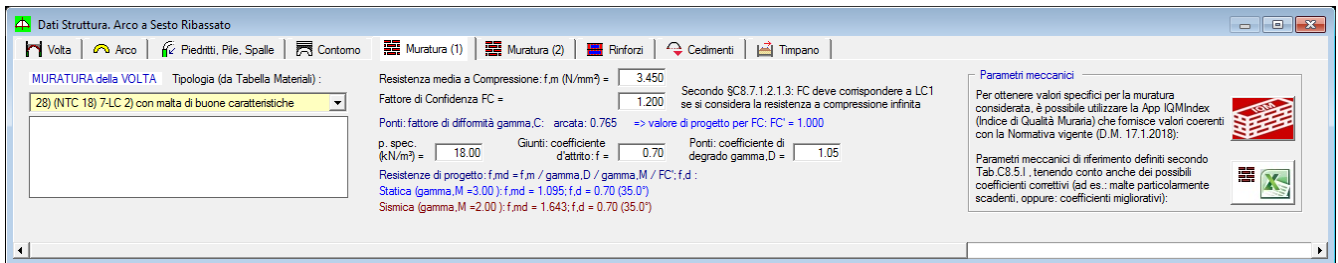 Dati Struttura. Arco a Sesto Ribassato
Volta
Arco
Piedritti, Pile, Spalle
Contorno
Muratura (1)
Muratura (2)
Rinforzi
Cedimenti
Timpano
MURATURA della VOLTA Tipologia (da Tabella Materiali) :
28) (NTC 18) 7-LC 2) con malta di buone caratteristiche
Resistenza media a Compressione: f,m (N/mm²) = 3.450
Fattore di Confidenza FC = 1.200
Secondo §C8.7.1.2.1.3: FC deve corrispondere a LC1
se si considera la resistenza a compressione infinita
Ponti: fattore di difformità gamma,C: arcata: 0.765 => valore di progetto per FC: FC' = 1.000
p. spec.
(kN/m³) = 18.00
Giunti: coefficiente
d'attrito: f = 0.70
Ponti: coefficiente di
degrado gamma,D = 1.05
Resistenze di progetto: f,md = f,m / gamma,D / gamma,M / FC'; f,d :
Statica (gamma,M =3.00 ): f,md = 1.095; f,d = 0.70 (35.0°)
Sismica (gamma,M =2.00 ): f,md = 1.643; f,d = 0.70 (35.0°)
Parametri meccanici
Per ottenere valori specifici per la muratura
considerata, è possibile utilizzare la App IQMIndex
(Indice di Qualità Muraria) che fornisce valori coerenti
con la Normativa vigente (D.M. 17.1.2018):
IQM
Parametri meccanici di riferimento definiti secondo
Tab.C8.5.I , tenendo conto anche dei possibili
coefficienti correttivi (ad es.: malte particolamente
scadenti, oppure: coefficienti migliorativi):